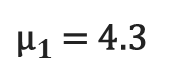 μ₁ = 4.3